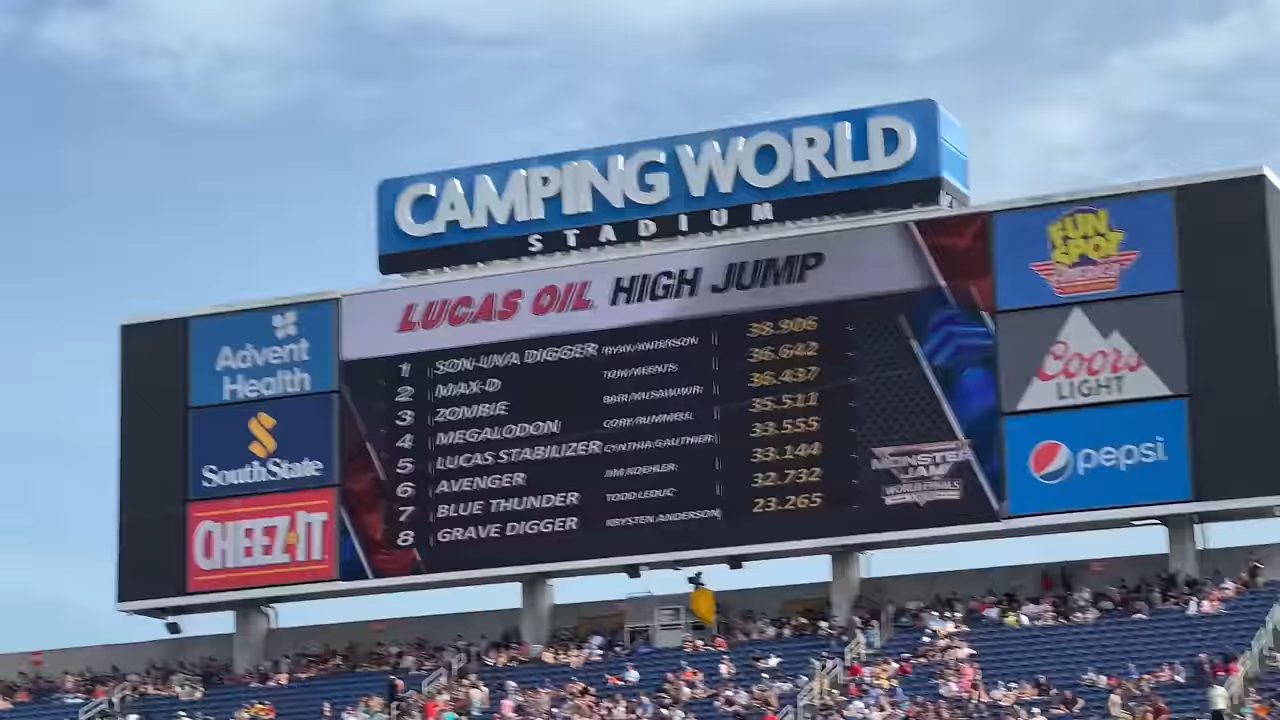 CAMPING WORLD
STADIUM
LUCAS OIL HIGH JUMP
1 SON-UVA DIGGER RYAN ANDERSON 38.906
2 MAX-D TOM MEENTS 36.642
3 ZOMBIE BARI MUSAWWIR 36.437
4 MEGALODON CORY RUMMELL 35.511
5 LUCAS STABILIZER CYNTHIA GAUTHIER 33.555
6 AVENGER JIM KOEHLER 33.144
7 BLUE THUNDER TODD LEDUC 32.732
8 GRAVE DIGGER KRYSTEN ANDERSON 23.265
MONSTER
JAM
WORLD FINALS
Advent
Health
SouthState
CHEEZ-IT
FUN
SPOT
Coors
LIGHT
pepsi